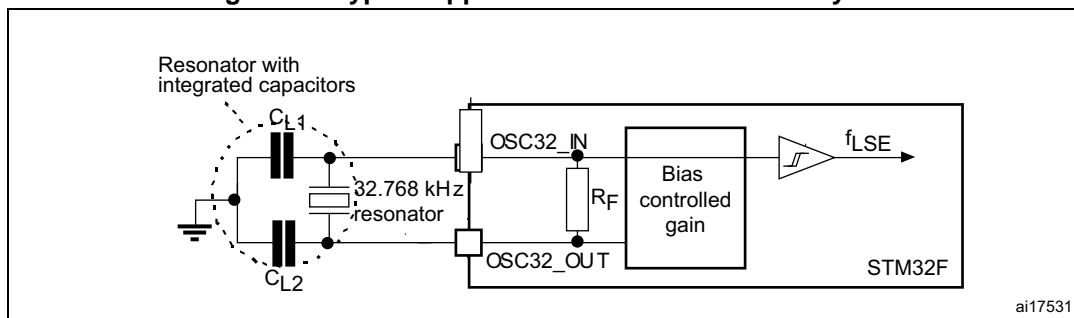 Resonator with
integrated capacitors
CL1
32.768 kHz
resonator
CL2
OSC32_IN
RF
OSC32_OUT
Bias
controlled
gain
fLSE
STM32F
ai17531